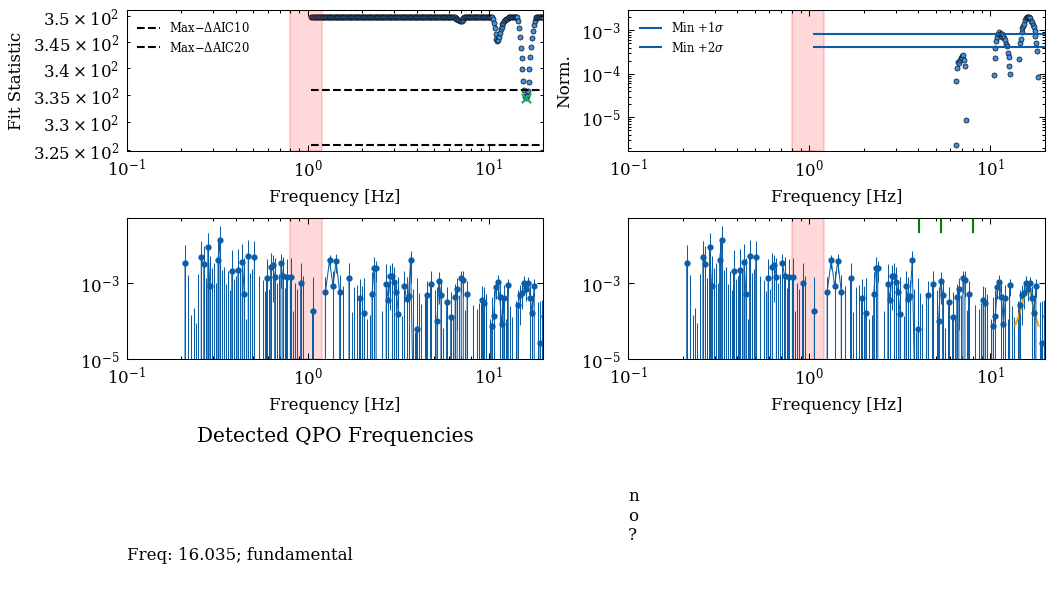 3.5 × 10²
3.45 × 10²
3.4 × 10²
3.35 × 10²
3.3 × 10²
3.25 × 10²
Fit Statistic
Max−ΔAIC10
Max−ΔAIC20
10⁻¹
10⁰
10¹
Frequency [Hz]
10⁻³
10⁻⁴
10⁻⁵
Norm.
Min +1σ
Min +2σ
10⁻¹
10⁰
10¹
Frequency [Hz]
10⁻³
10⁻⁵
10⁻¹
10⁰
10¹
Frequency [Hz]
10⁻³
10⁻⁵
10⁻¹
10⁰
10¹
Frequency [Hz]
Detected QPO Frequencies
Freq: 16.035; fundamental
n
o
?